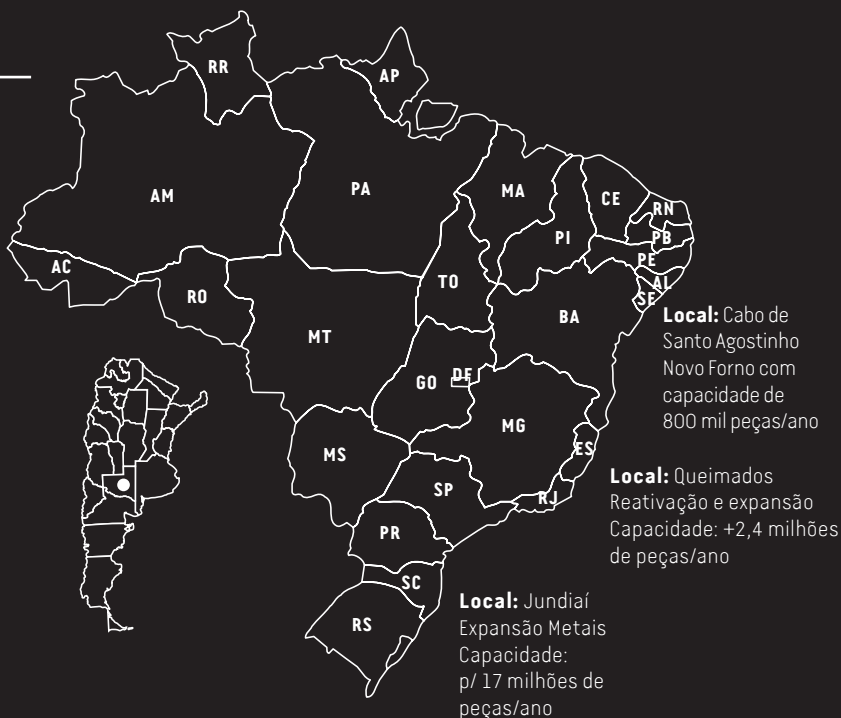 RR
AP
AM
PA
MA
CE
RN
PB
PI
PE
AL
SE
AC
RO
TO
BA
MT
GO
DF
MG
ES
MS
SP
RJ
PR
SC
RS
Local: Cabo de
Santo Agostinho
Novo Forno com
capacidade de
800 mil peças/ano
Local: Queimados
Reativação e expansão
Capacidade: +2,4 milhões
de peças/ano
Local: Jundiaí
Expansão Metais
Capacidade:
p/ 17 milhões de
peças/ano